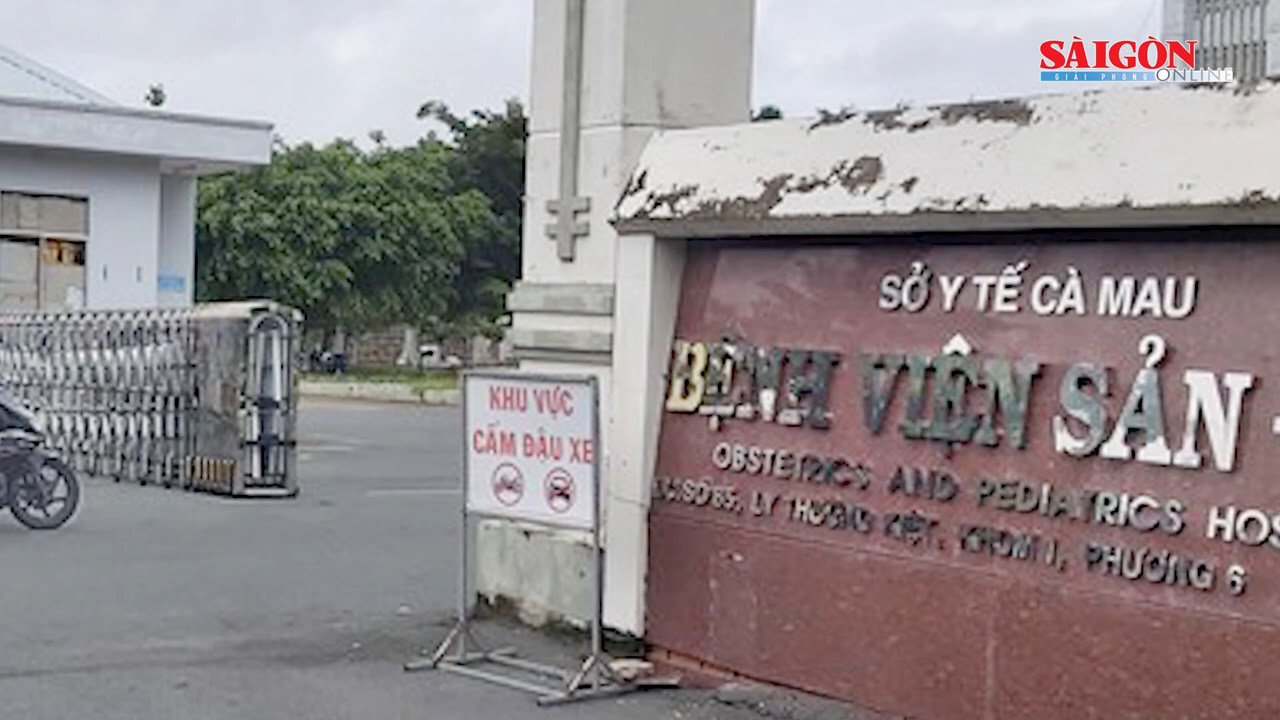 SÀIGÒN
GIẢI PHÓNG ONLINE
SỞ Y TẾ CÀ MAU
BỆNH VIỆN SẢN -
OBSTETRICS AND PEDIATRICS HOS
SỐ 85, LÝ THƯỜNG KIỆT, KHÓM 1, PHƯỜNG 6
KHU VỰC
CẤM ĐẬU XE